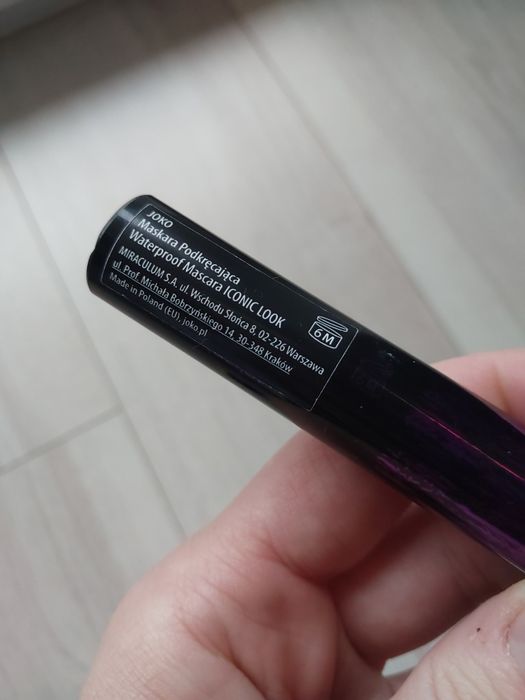 JOKO
Maskara Podkręcająca
Waterproof Mascara ICONIC LOOK
MIRACULUM S.A. ul. Wschodu Słońca 8, 02-226 Warszawa
ul. Prof. Michała Bobrzyńskiego 14, 30-348 Kraków
Made in Poland (EU), joko.pl
6 M